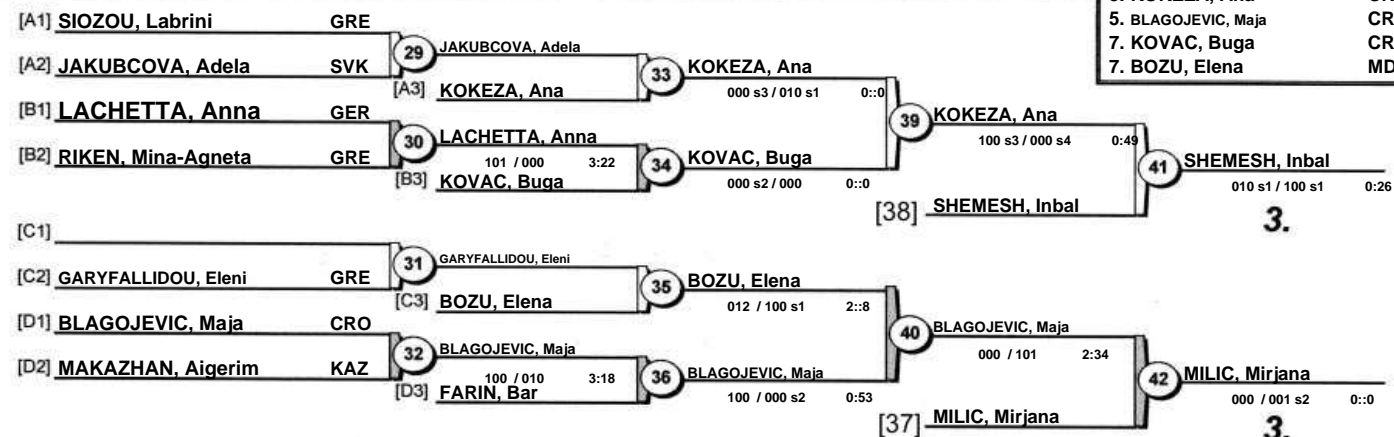 5. BLAGOJEVIC, Maja CR
7. KOVAC, Buga CR
7. BOZU, Elena MD
[A1] SIOZOU, Labrini GRE
29 JAKUBCOVA, Adela
[A2] JAKUBCOVA, Adela SVK
33 KOKEZA, Ana
[A3] KOKEZA, Ana
000 s3 / 010 s1 0::0
[B1] LACHETTA, Anna GER
39 KOKEZA, Ana
100 s3 / 000 s4 0:49
30 LACHETTA, Anna
101 / 000 3:22
[B2] RIKEN, Mina-Agneta GRE
34 KOVAC, Buga
000 s2 / 000 0::0
[B3] KOVAC, Buga
41 SHEMESH, Inbal
010 s1 / 100 s1 0:26
3.
[38] SHEMESH, Inbal
[C1]
31 GARYFALLIDOU, Eleni
[C2] GARYFALLIDOU, Eleni GRE
35 BOZU, Elena
012 / 100 s1 2::8
[C3] BOZU, Elena
[D1] BLAGOJEVIC, Maja CRO
40 BLAGOJEVIC, Maja
000 / 101 2:34
32 BLAGOJEVIC, Maja
100 / 010 3:18
[D2] MAKAZHAN, Aigerim KAZ
36 BLAGOJEVIC, Maja
100 / 000 s2 0:53
[D3] FARIN, Bar
42 MILIC, Mirjana
000 / 001 s2 0::0
3.
[37] MILIC, Mirjana